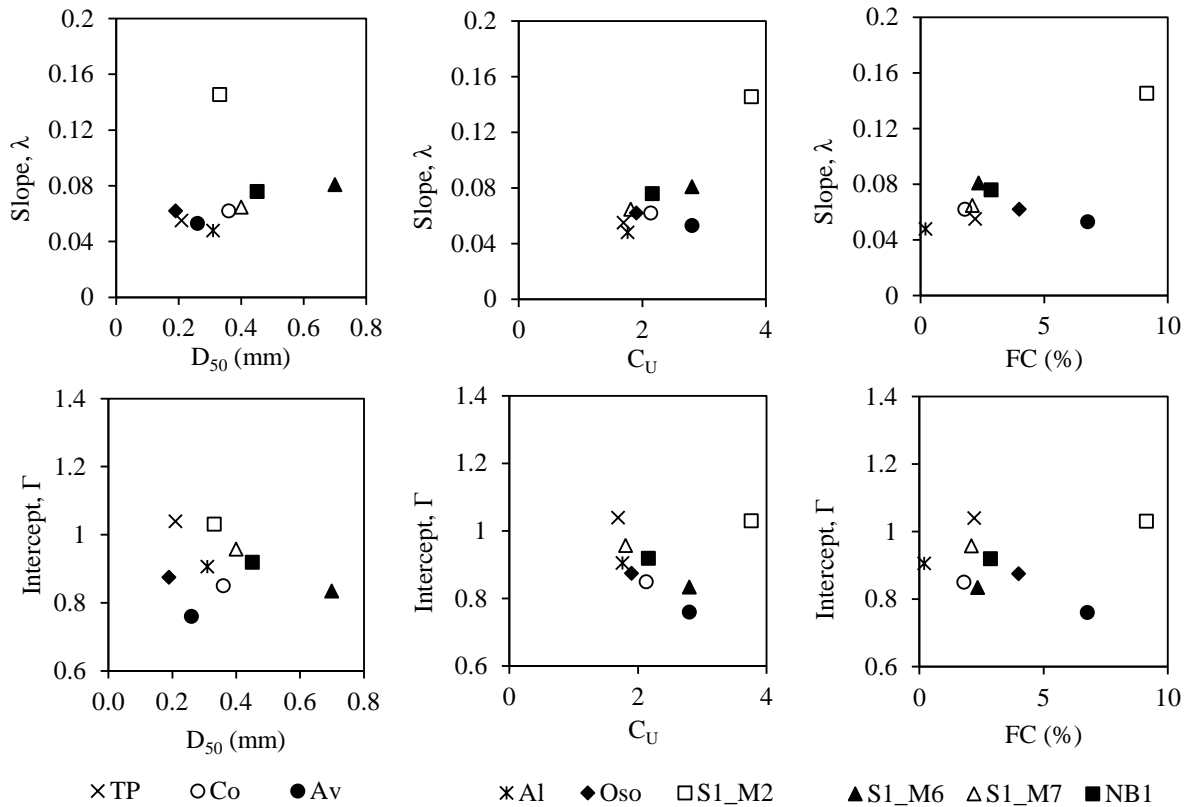 0.2
0.16
0.12
0.08
0.04
0
Slope, λ
0 0.2 0.4 0.6 0.8
D50 (mm)
0.2
0.16
0.12
0.08
0.04
0
Slope, λ
0 2 4
CU
0.2
0.16
0.12
0.08
0.04
0
Slope, λ
0 5 10
FC (%)
1.4
1.2
1
0.8
0.6
Intercept, Γ
0.0 0.2 0.4 0.6 0.8
D50 (mm)
1.4
1.2
1
0.8
0.6
Intercept, Γ
0 2 4
CU
1.4
1.2
1
0.8
0.6
Intercept, Γ
0 5 10
FC (%)
TP Co Av Al Oso S1_M2 S1_M6 S1_M7 NB1